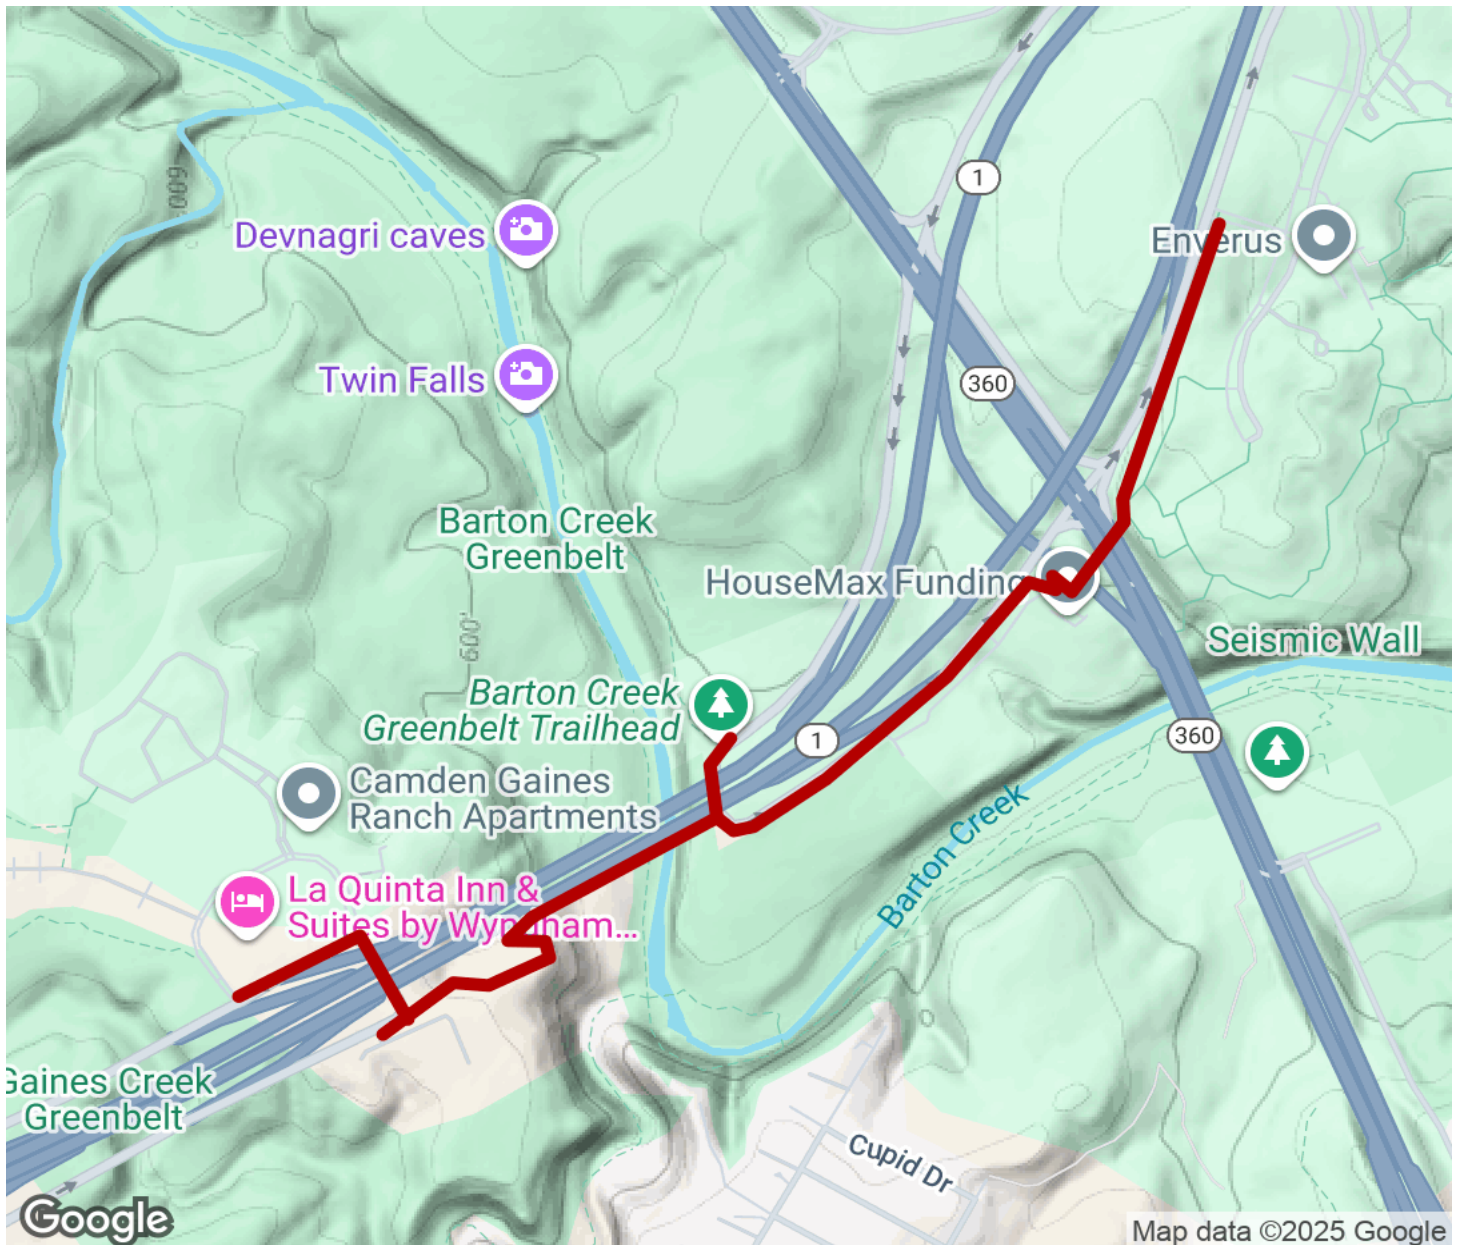 1
600'
Devnagri caves
Enverus
Twin Falls
360
Barton Creek
Greenbelt
HouseMax Funding
600'
Seismic Wall
Barton Creek
Greenbelt Trailhead
1
360
Camden Gaines
Ranch Apartments
Barton Creek
La Quinta Inn &
Suites by Wyndham...
Gaines Creek
Greenbelt
Cupid Dr
Google
Map data ©2025 Google